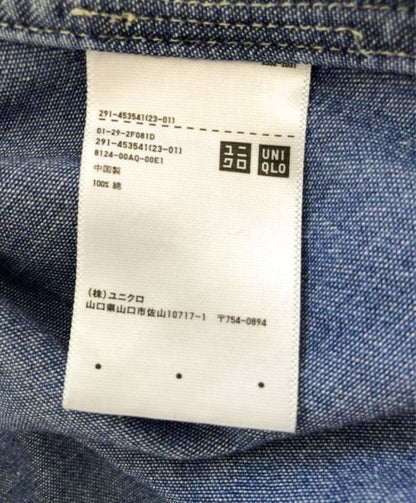 291-453541(23-01)
01-29-2F081D
291-453541(23-01)
8124-00AQ-00E1
中国製
100% 綿
ユニ
クロ
UNI
QLO
(株)ユニクロ
山口県山口市佐山10717-1 〒754-0894